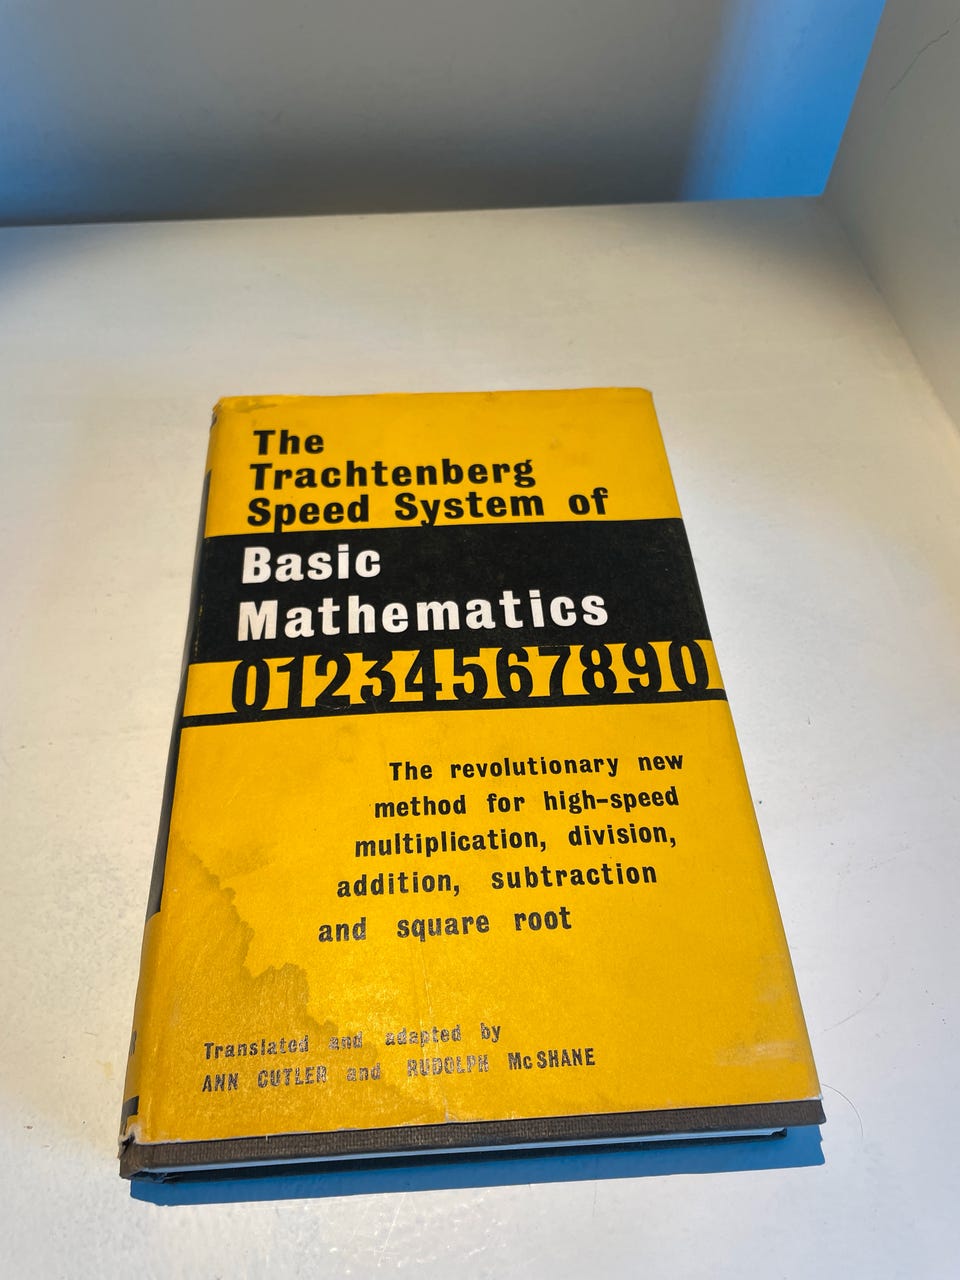 The
Trachtenberg
Speed System of
Basic
Mathematics
01234567890
The revolutionary new
method for high-speed
multiplication, division,
addition, subtraction
and square root
Translated and adapted by
ANN CUTLER and RUDOLPH McSHANE